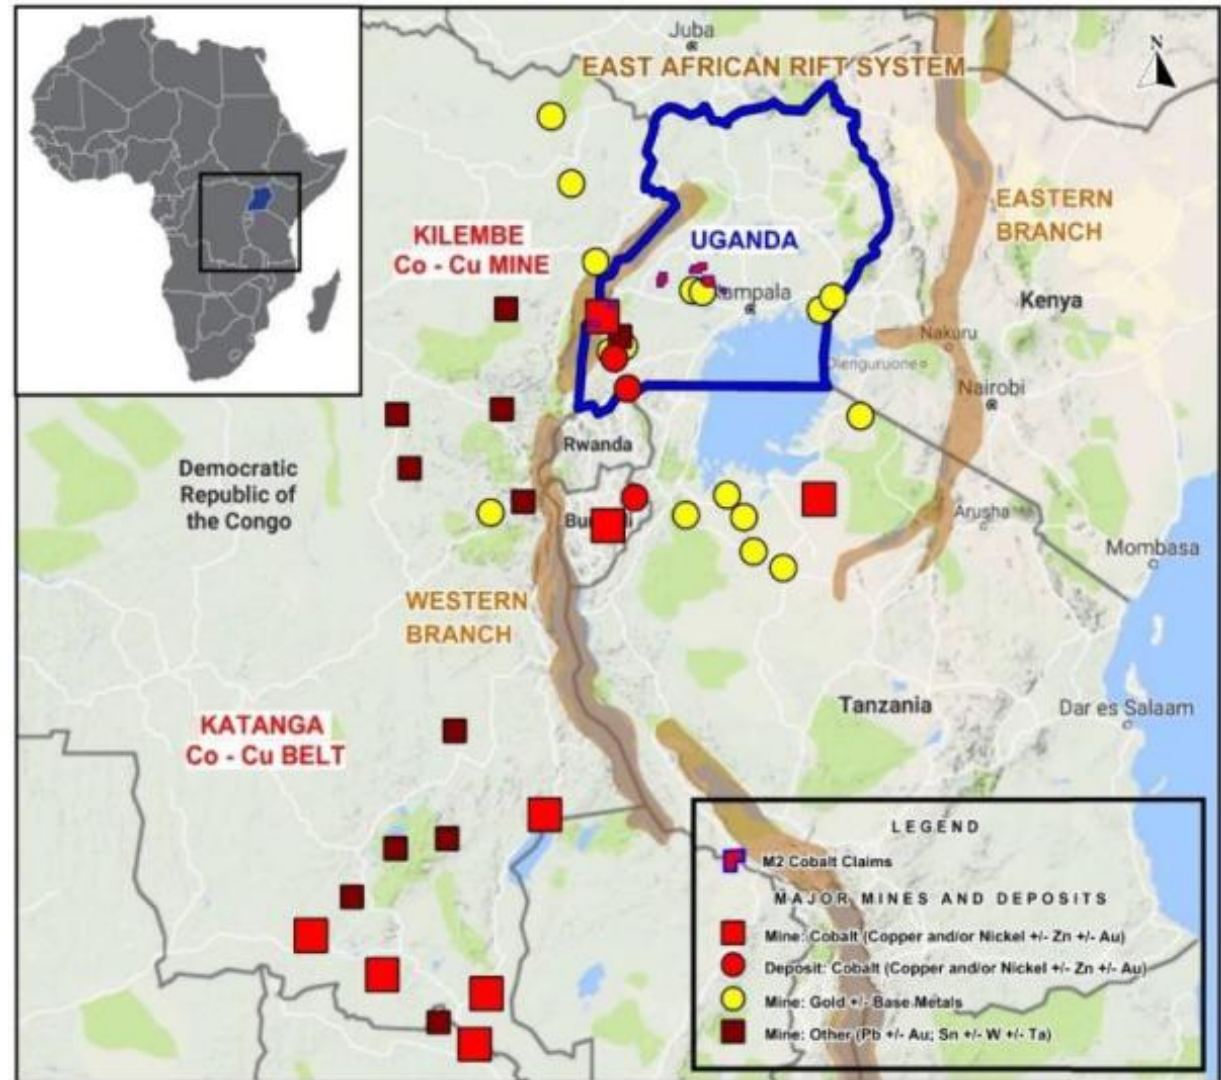 Juba
N
EAST AFRICAN RIFT SYSTEM
EASTERN
BRANCH
KILEMBE
Co - Cu MINE
UGANDA
Kampala
Kenya
Nakuru
Olenguruone
Nairobi
Rwanda
Democratic
Republic of
the Congo
Arusha
Mombasa
WESTERN
BRANCH
Tanzania
Dar es Salaam
KATANGA
Co - Cu BELT
LEGEND
M2 Cobalt Claims
MAJOR MINES AND DEPOSITS
Mine: Cobalt (Copper and/or Nickel +/- Zn +/- Au)
Deposit: Cobalt (Copper and/or Nickel +/- Zn +/- Au)
Mine: Gold +/- Base Metals
Mine: Other (Pb +/- Au; Sn +/- W +/- Ta)